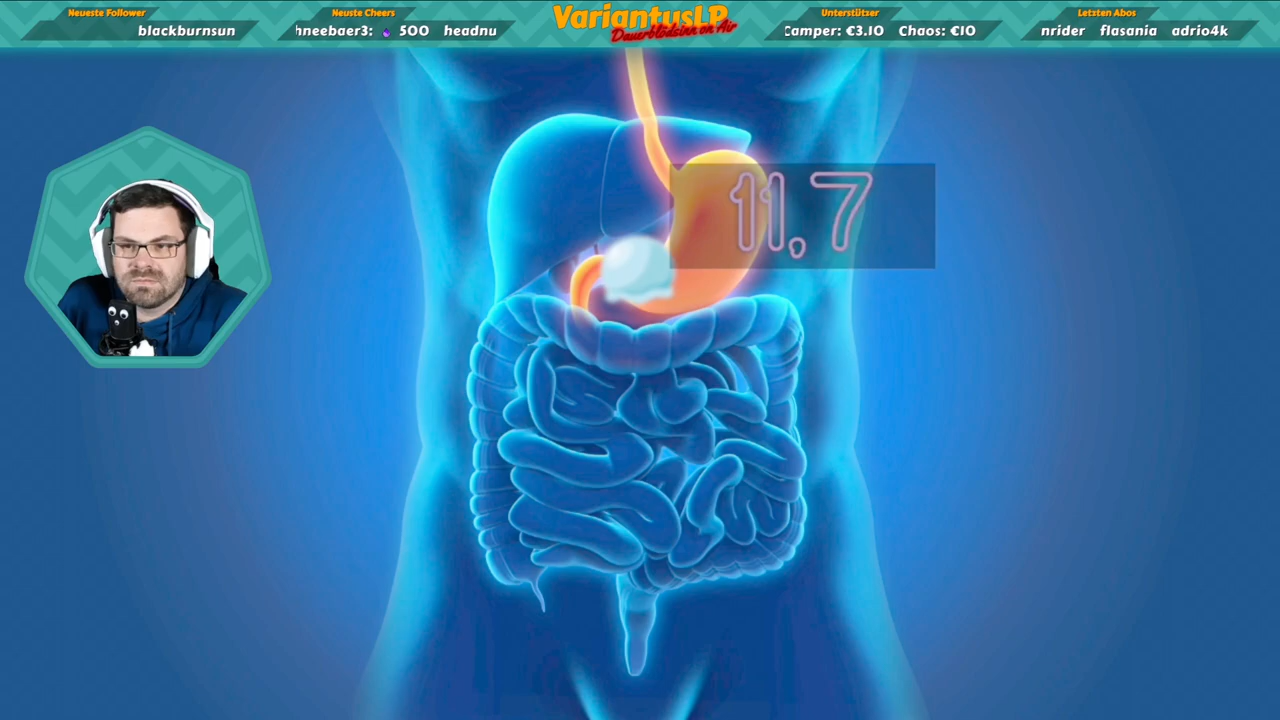 Neueste Follower
blackburnsun
Neuste Cheers
hneebaer3: 500 headnu
VariantusLP
Dauerblödsinn on Air
Unterstützer
Camper: €3.10 Chaos: €10
Letzten Abos
nrider flasania adrio4k
11,7